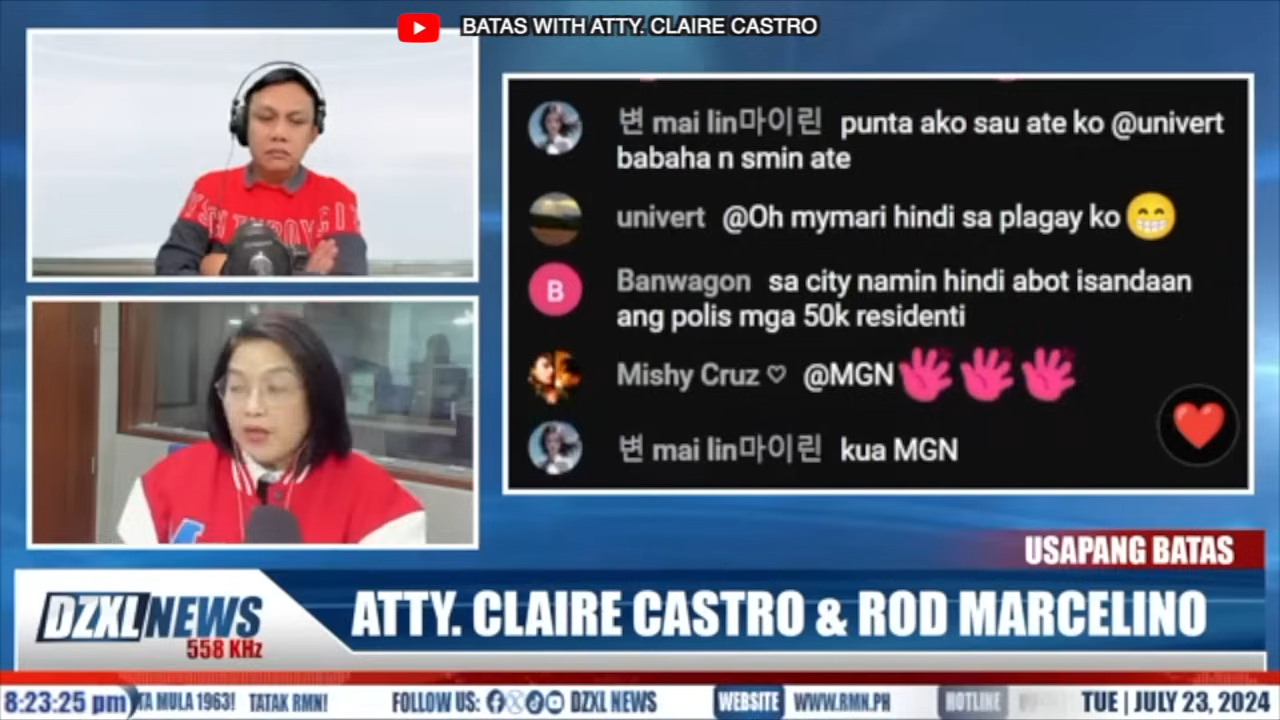 BATAS WITH ATTY. CLAIRE CASTRO
변 mai lin마이린 punta ako sau ate ko @univert
babaha n smin ate
univert @Oh mymari hindi sa plagay ko
B
Banwagon sa city namin hindi abot isandaan
ang polis mga 50k residenti
Mishy Cruz ♡ @MGN
변 mai lin마이린 kua MGN
USAPANG BATAS
DZXL NEWS
558 KHz
ATTY. CLAIRE CASTRO & ROD MARCELINO
8:23:25 pm TA MULA 1963! TATAK RMN! FOLLOW US: DZXL NEWS WEBSITE WWW.RMN.PH HOTLINE TUE | JULY 23, 2024